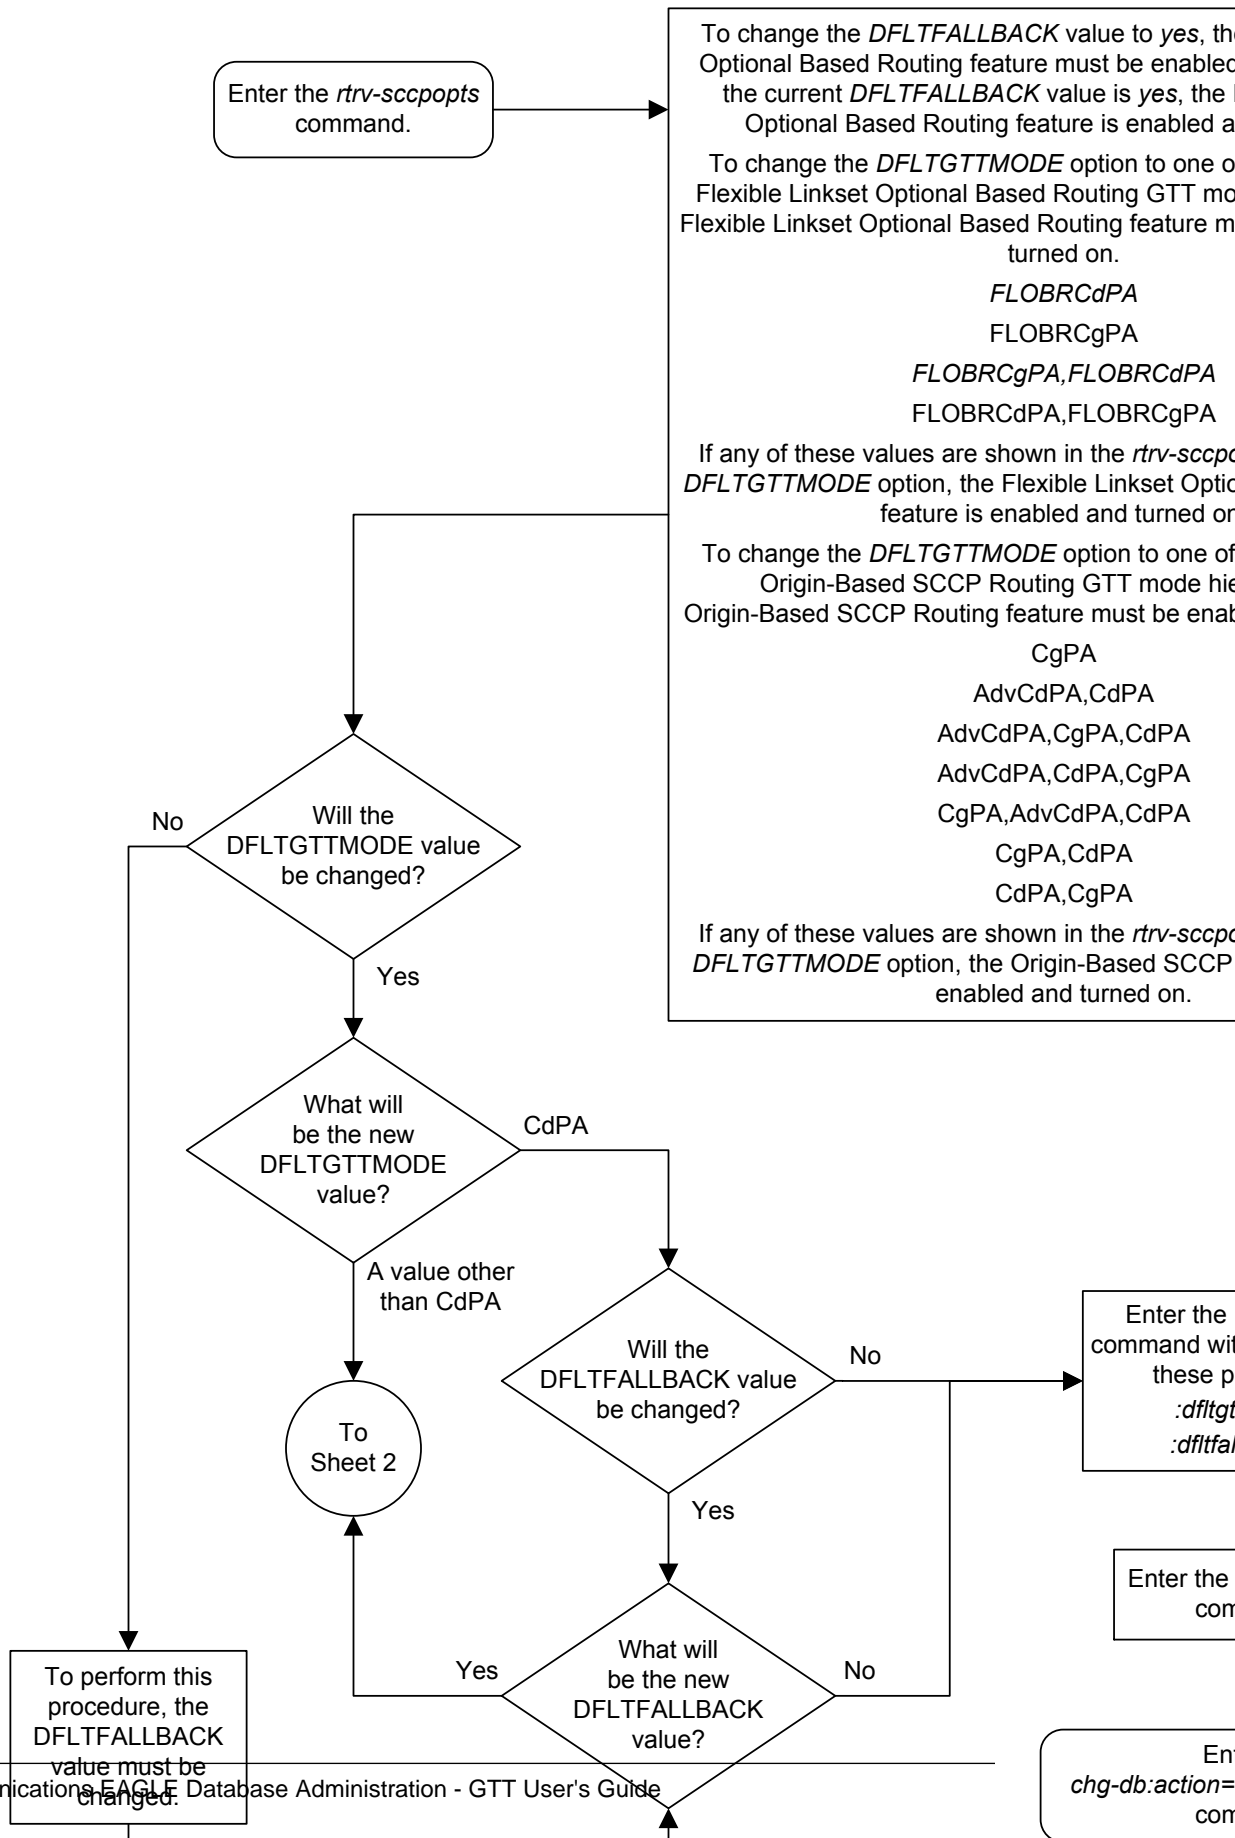 Enter the rtrv-sccpopts
command.
To change the DFLTFALLBACK value to yes, the
Optional Based Routing feature must be enabled
the current DFLTFALLBACK value is yes, the
Optional Based Routing feature is enabled a
To change the DFLTGTTMODE option to one o
Flexible Linkset Optional Based Routing GTT mo
Flexible Linkset Optional Based Routing feature m
turned on.
FLOBRCdPA
FLOBRCgPA
FLOBRCgPA,FLOBRCdPA
FLOBRCdPA,FLOBRCgPA
If any of these values are shown in the rtrv-sccpo
DFLTGTTMODE option, the Flexible Linkset Optio
feature is enabled and turned on
To change the DFLTGTTMODE option to one of
Origin-Based SCCP Routing GTT mode hie
Origin-Based SCCP Routing feature must be enab
CgPA
AdvCdPA,CdPA
AdvCdPA,CgPA,CdPA
AdvCdPA,CdPA,CgPA
CgPA,AdvCdPA,CdPA
CgPA,CdPA
CdPA,CgPA
If any of these values are shown in the rtrv-sccpo
DFLTGTTMODE option, the Origin-Based SCCP
enabled and turned on.
Will the
DFLTGTTMODE value
be changed?
No
Yes
What will
be the new
DFLTGTTMODE
value?
CdPA
A value other
than CdPA
To
Sheet 2
Will the
DFLTFALLBACK value
be changed?
No
Yes
Enter the
command wit
these p
:dfltgt
:dfltfal
What will
be the new
DFLTFALLBACK
value?
Yes
No
Enter the
com
To perform this
procedure, the
DFLTFALLBACK
value must be
changed.
Ent
chg-db:action=
com
nications EAGLE Database Administration - GTT User's Guide